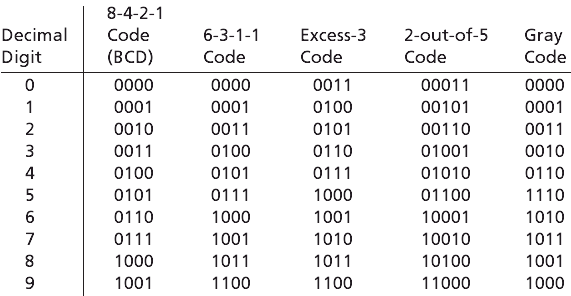 8-4-2-1
Decimal Code 6-3-1-1 Excess-3 2-out-of-5 Gray
Digit (BCD) Code Code Code Code
0 0000 0000 0011 00011 0000
1 0001 0001 0100 00101 0001
2 0010 0011 0101 00110 0011
3 0011 0100 0110 01001 0010
4 0100 0101 0111 01010 0110
5 0101 0111 1000 01100 1110
6 0110 1000 1001 10001 1010
7 0111 1001 1010 10010 1011
8 1000 1011 1011 10100 1001
9 1001 1100 1100 11000 1000